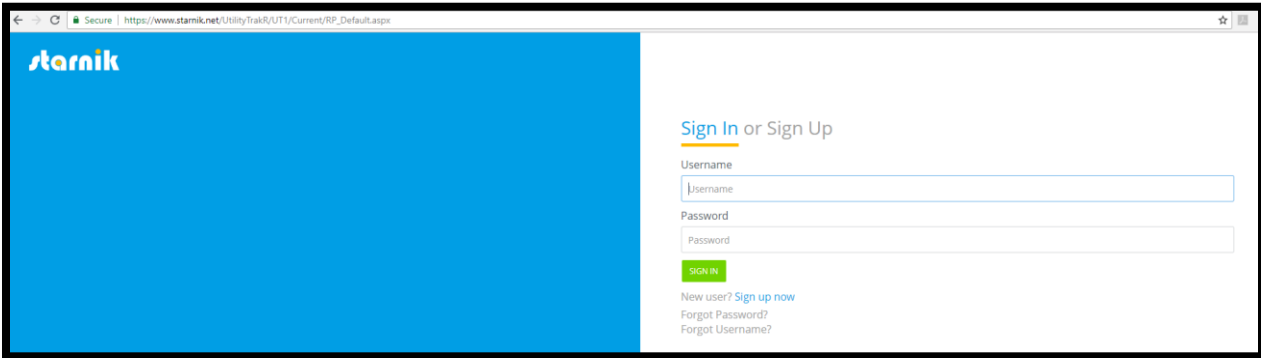 Secure | https://www.starnik.net/UtilityTrakR/UT1/Current/RP_Default.aspx
starnik
Sign In or Sign Up
Username
Username
Password
Password
SIGN IN
New user? Sign up now
Forgot Password?
Forgot Username?